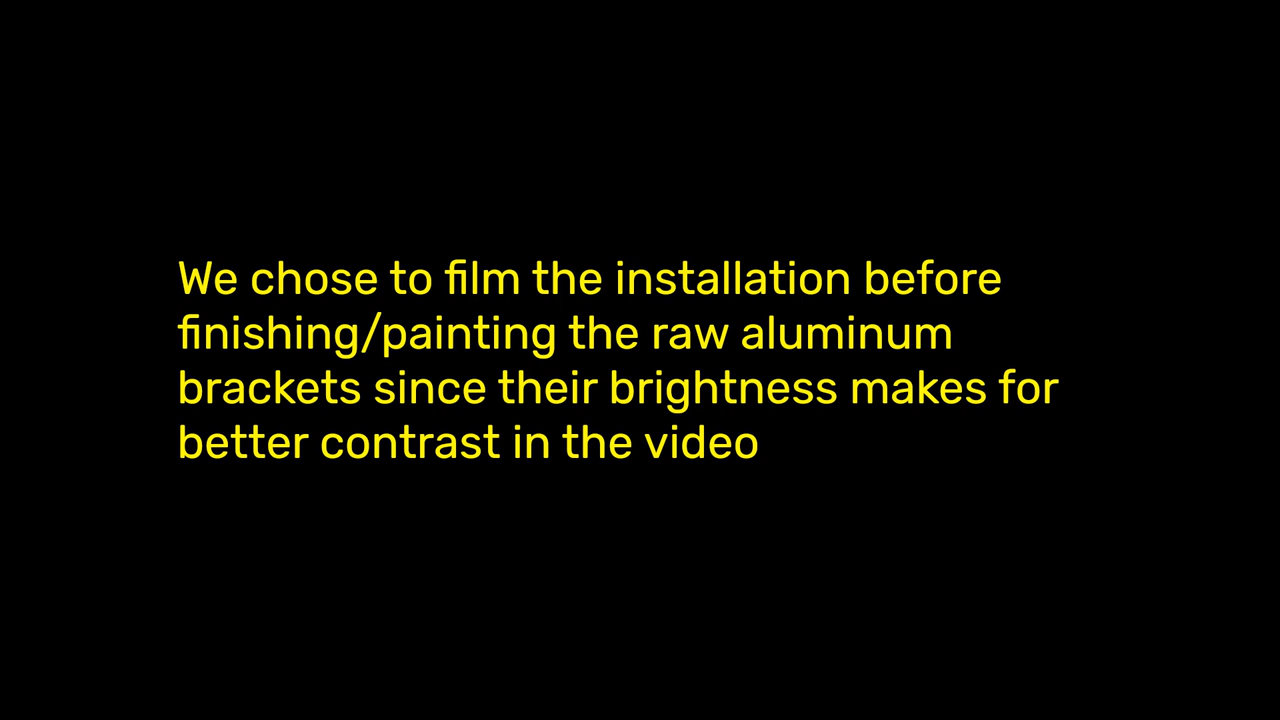 We chose to film the installation before
finishing/painting the raw aluminum
brackets since their brightness makes for
better contrast in the video